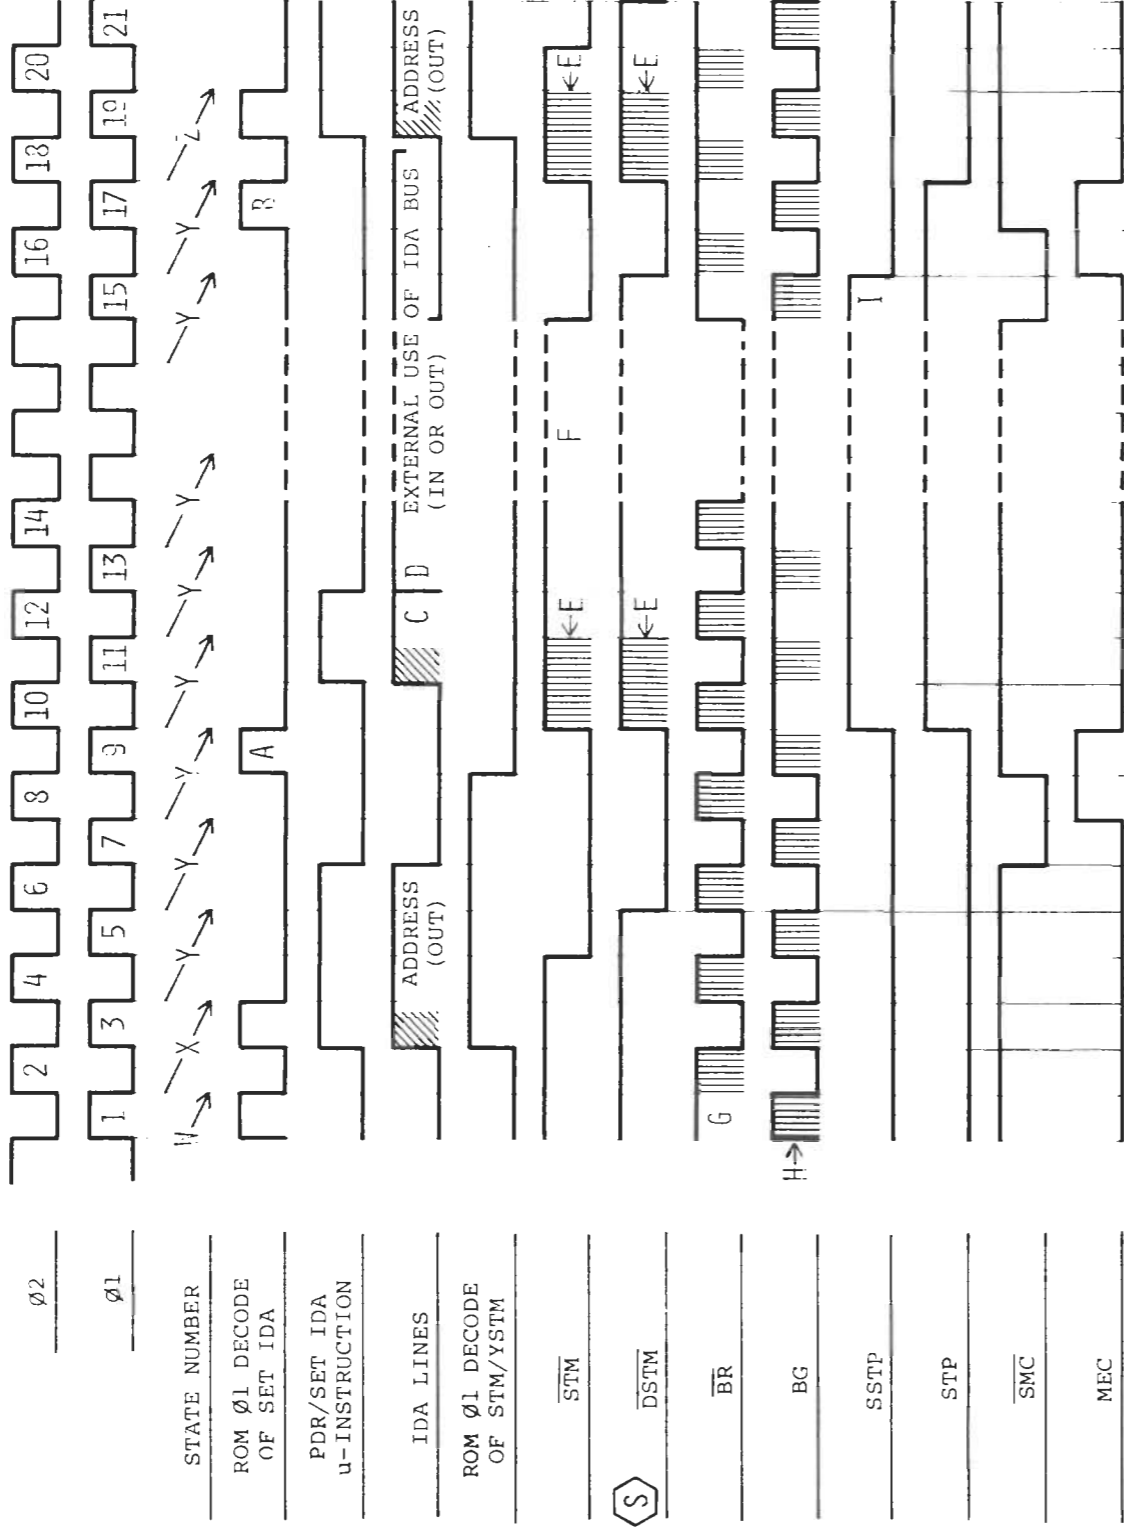 Ø2
2 4 6 8 10 12 14 16 18 20
Ø1
1 3 5 7 9 11 13 15 17 19 21
STATE NUMBER
W X Y Y Y Y Y Y Y Y Z
ROM Ø1 DECODE
OF SET IDA
A B
PDR/SET IDA
u-INSTRUCTION
IDA LINES
ADDRESS
(OUT)
C D
EXTERNAL USE OF IDA BUS
(IN OR OUT)
ADDRESS
(OUT)
ROM Ø1 DECODE
OF STM/YSTM
STM
E F E
S
DSTM
E E
BR
G
BG
H
SSTP
I
STP
SMC
MEC